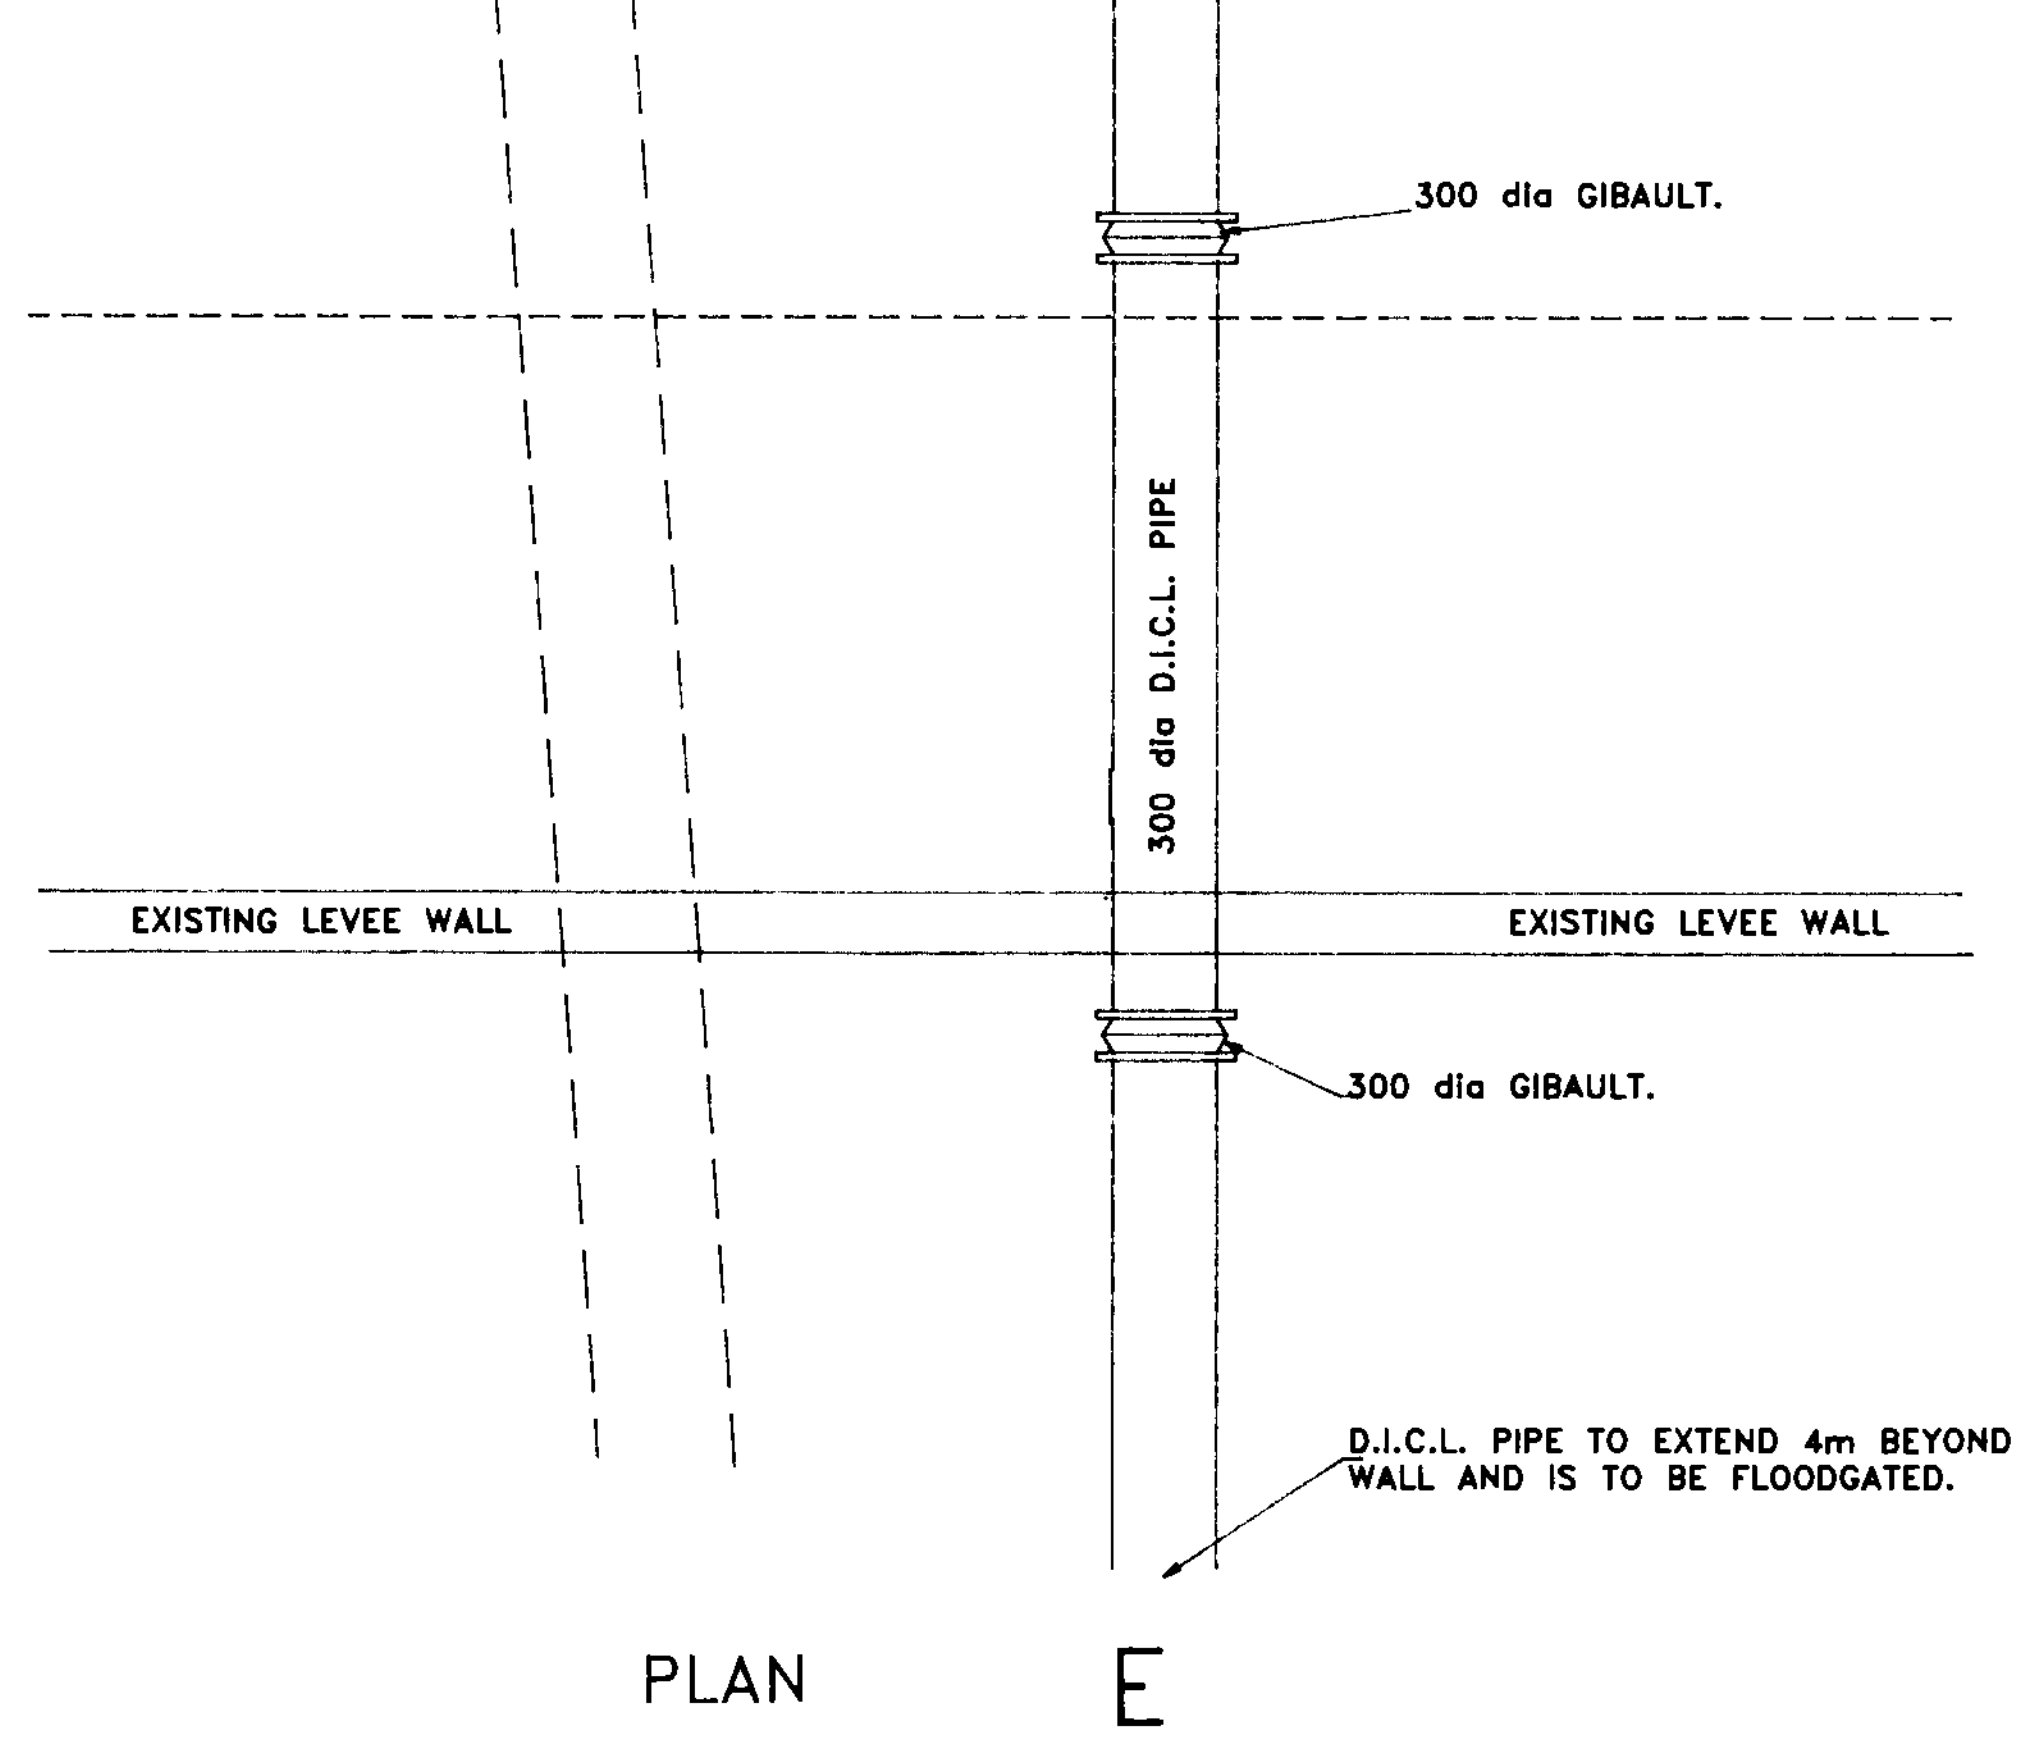 300 dia GIBAULT.
300 dia D.I.C.L. PIPE
EXISTING LEVEE WALL
EXISTING LEVEE WALL
300 dia GIBAULT.
D.I.C.L. PIPE TO EXTEND 4m BEYOND
WALL AND IS TO BE FLOODGATED.
PLAN E